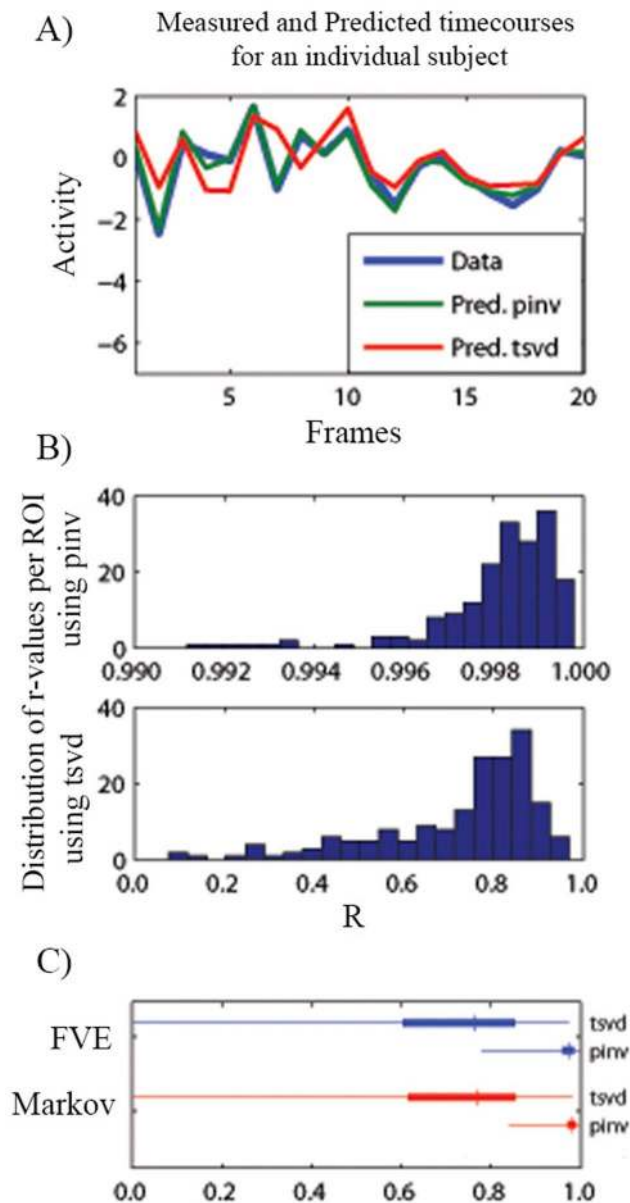 A)
Measured and Predicted timecourses
for an individual subject
2
0
−2
−4
−6
Activity
Data
Pred. pinv
Pred. tsvd
5
10
15
20
Frames
B)
Distribution of r-values per ROI
using pinv
using tsvd
40
20
0
0.990
0.992
0.994
0.996
0.998
1.000
40
20
0
0.0
0.2
0.4
0.6
0.8
1.0
R
C)
FVE
tsvd
pinv
Markov
tsvd
pinv
0.0
0.2
0.4
0.6
0.8
1.0